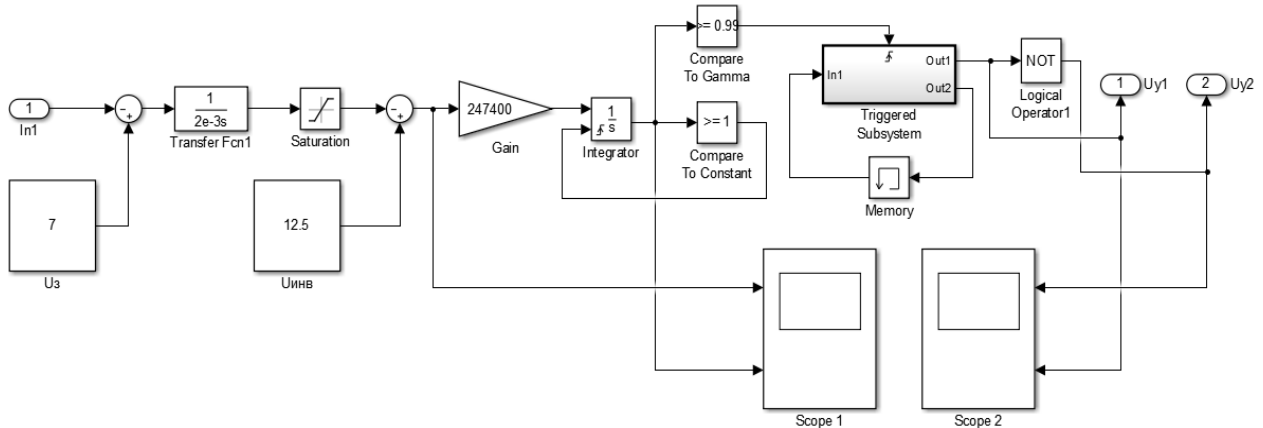 >= 0.99
Compare
To Gamma
In1
Out1
Out2
Triggered
Subsystem
NOT
Logical
Operator1
1
Uy1
2
Uy2
1
In1
−
+
1
2e-3s
Transfer Fcn1
Saturation
−
+
247400
Gain
1
s
Integrator
>= 1
Compare
To Constant
Memory
7
Uз
12.5
Uинв
Scope 1
Scope 2